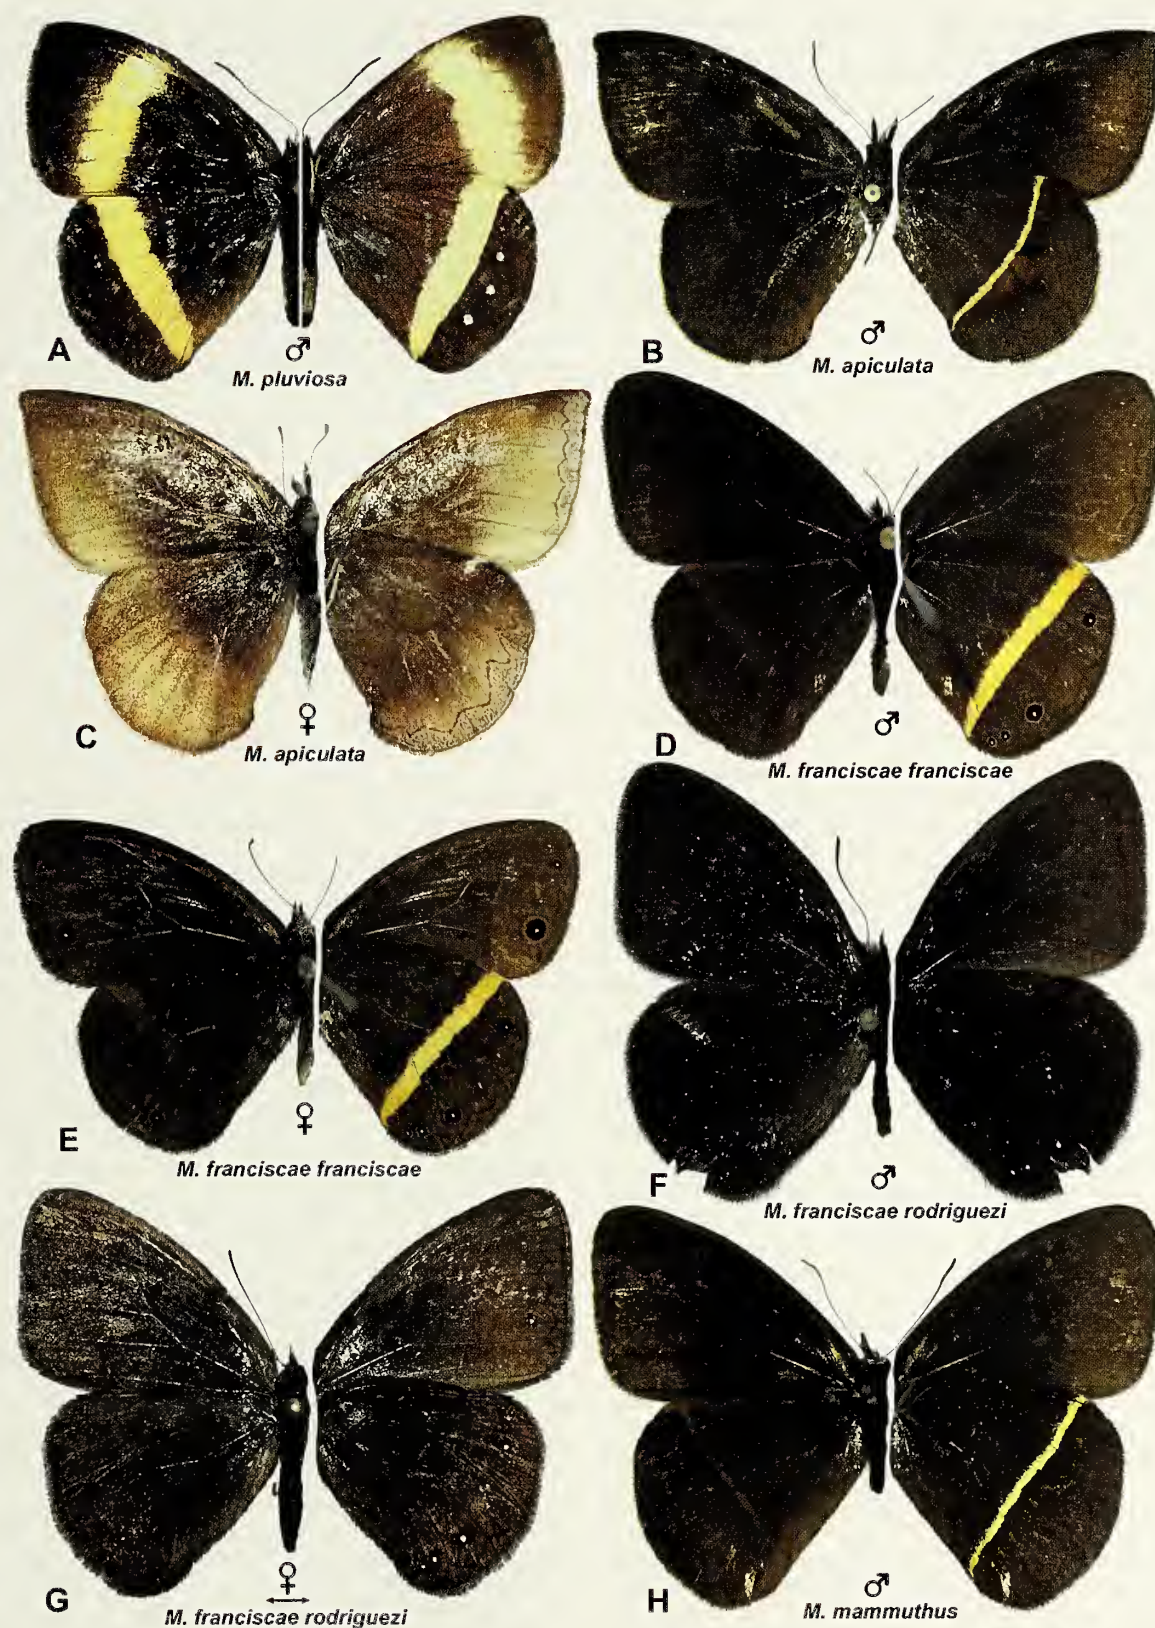 A
♂
M. pluviosa
B
♂
M. apiculata
C
♀
M. apiculata
D
♂
M. franciscae franciscae
E
♀
M. franciscae franciscae
F
♂
M. franciscae rodriguezi
G
♀
M. franciscae rodriguezi
H
♂
M. mammuthus